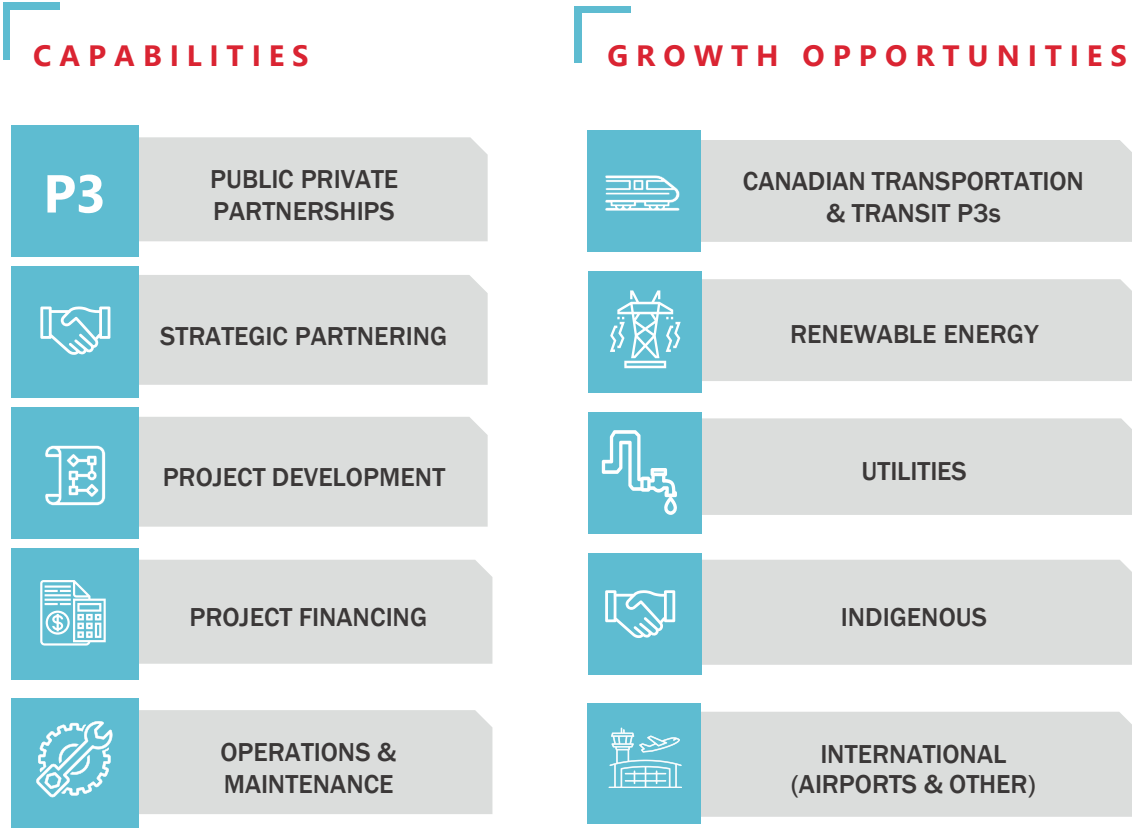 CAPABILITIES
P3
PUBLIC PRIVATE
PARTNERSHIPS
STRATEGIC PARTNERING
PROJECT DEVELOPMENT
$
PROJECT FINANCING
OPERATIONS &
MAINTENANCE
GROWTH OPPORTUNITIES
CANADIAN TRANSPORTATION
& TRANSIT P3s
RENEWABLE ENERGY
UTILITIES
INDIGENOUS
INTERNATIONAL
(AIRPORTS & OTHER)